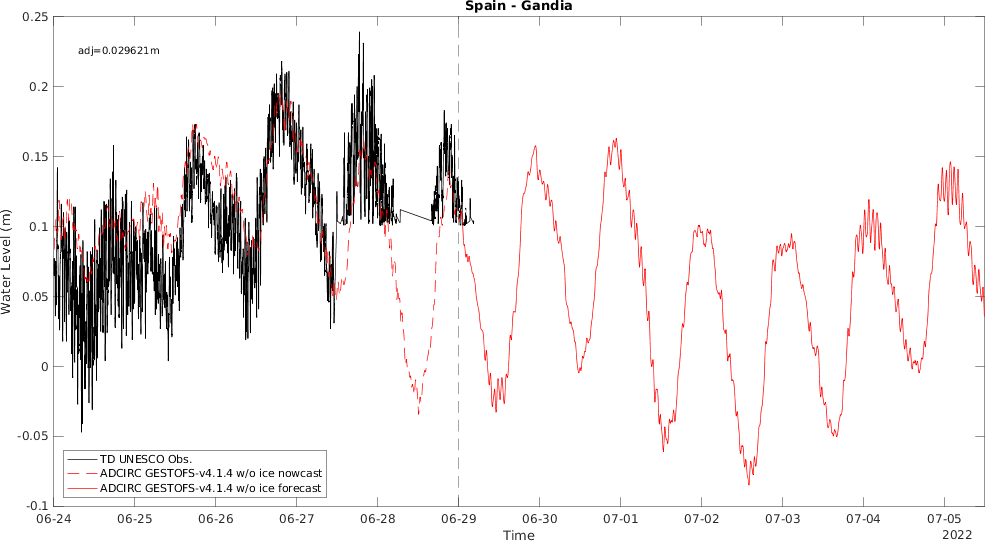 Spain - Gandia
adj=0.029621m
0.25
0.2
0.15
0.1
0.05
0
-0.05
-0.1
Water Level (m)
TD UNESCO Obs.
ADCIRC GESTOFS-v4.1.4 w/o ice nowcast
ADCIRC GESTOFS-v4.1.4 w/o ice forecast
06-24 06-25 06-26 06-27 06-28 06-29 06-30 07-01 07-02 07-03 07-04 07-05
Time
2022